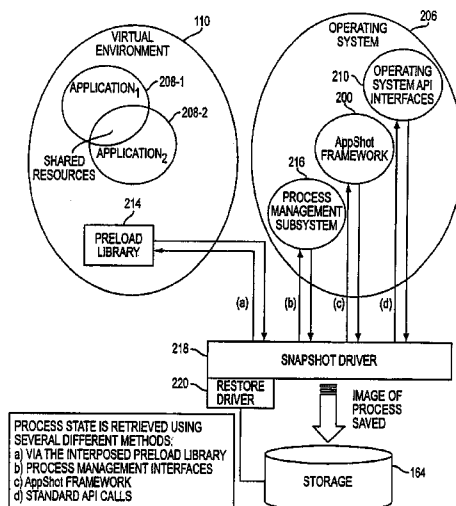 VIRTUAL
ENVIRONMENT
110
APPLICATION1
208-1
208-2
APPLICATION2
SHARED
RESOURCES
214
PRELOAD
LIBRARY
OPERATING
SYSTEM
206
210
OPERATING
SYSTEM API
INTERFACES
200
AppShot
FRAMEWORK
216
PROCESS
MANAGEMENT
SUBSYSTEM
(a)
(b)
(c)
(d)
218
SNAPSHOT DRIVER
220
RESTORE
DRIVER
IMAGE OF
PROCESS
SAVED
164
STORAGE
PROCESS STATE IS RETRIEVED USING
SEVERAL DIFFERENT METHODS:
a) VIA THE INTERPOSED PRELOAD LIBRARY
b) PROCESS MANAGEMENT INTERFACES
c) AppShot FRAMEWORK
d) STANDARD API CALLS